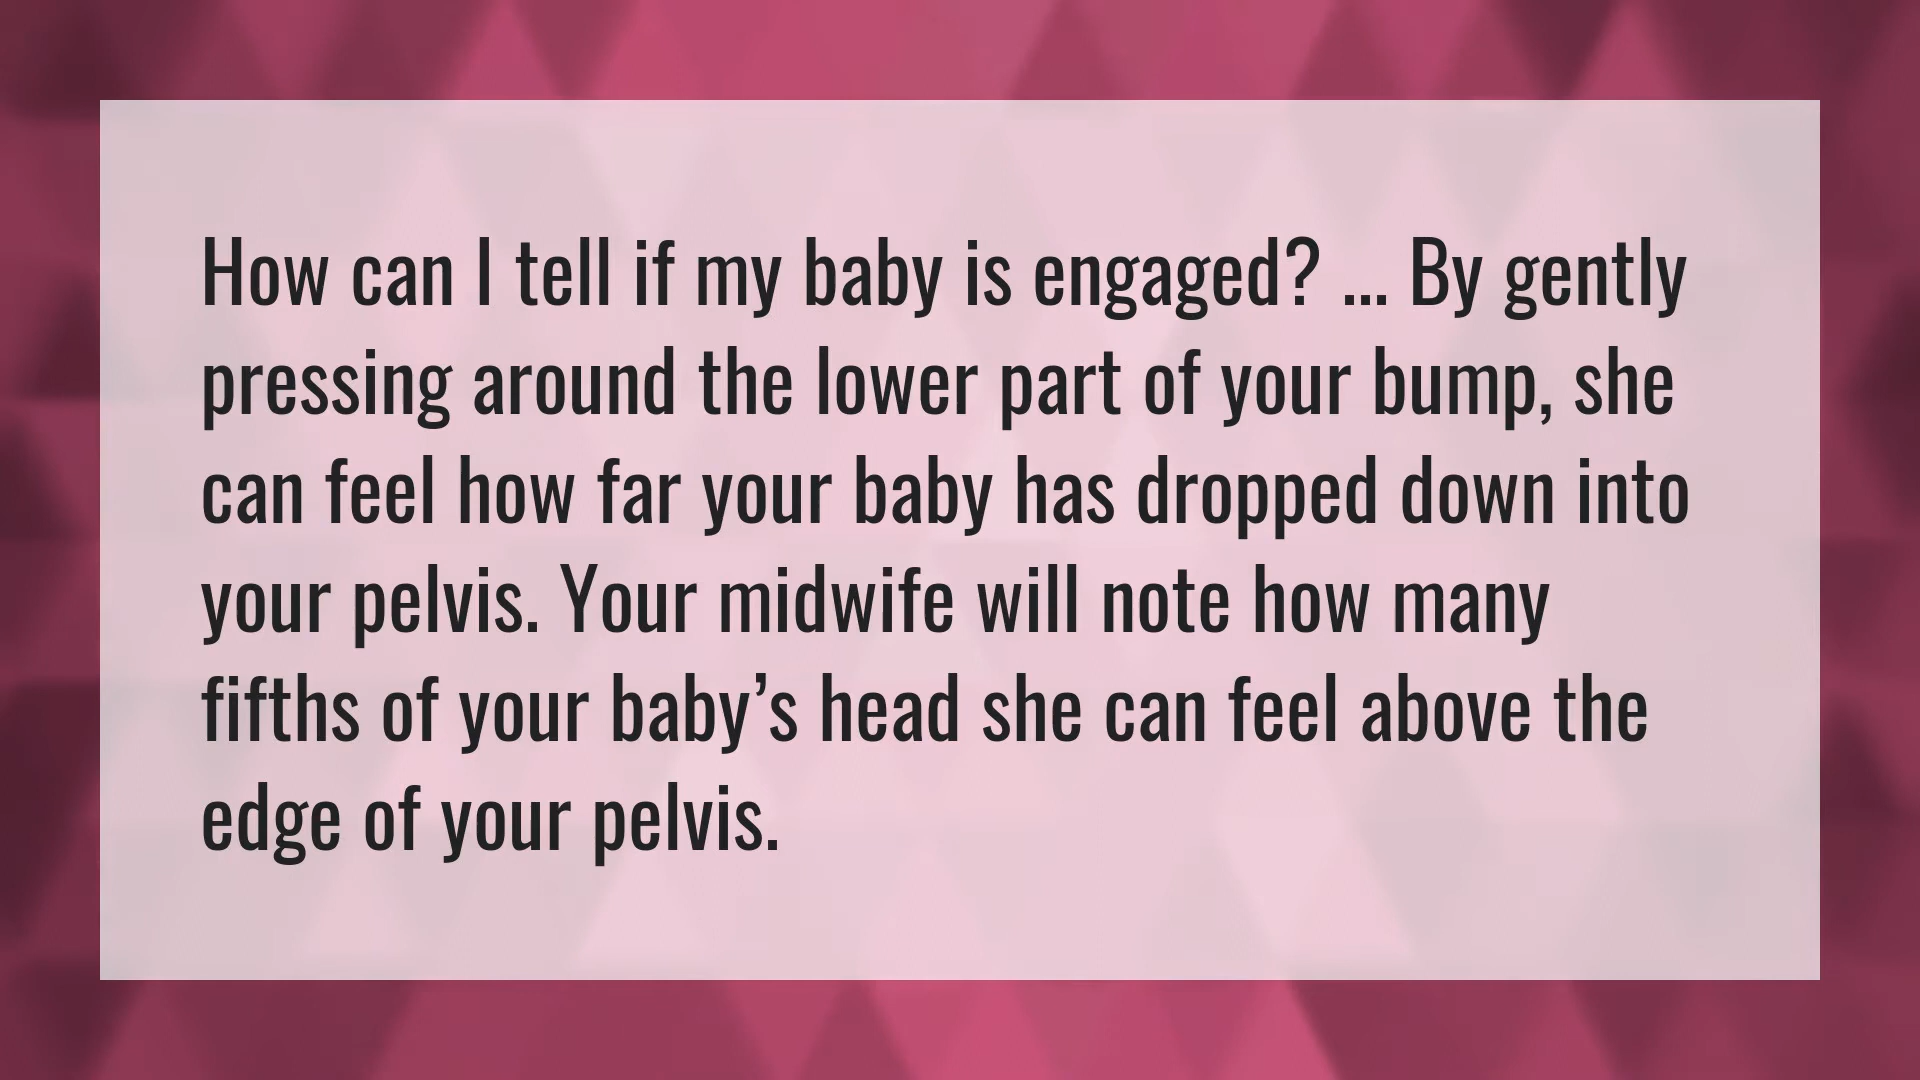 How can I tell if my baby is engaged? ... By gently
pressing around the lower part of your bump, she
can feel how far your baby has dropped down into
your pelvis. Your midwife will note how many
fifths of your baby’s head she can feel above the
edge of your pelvis.